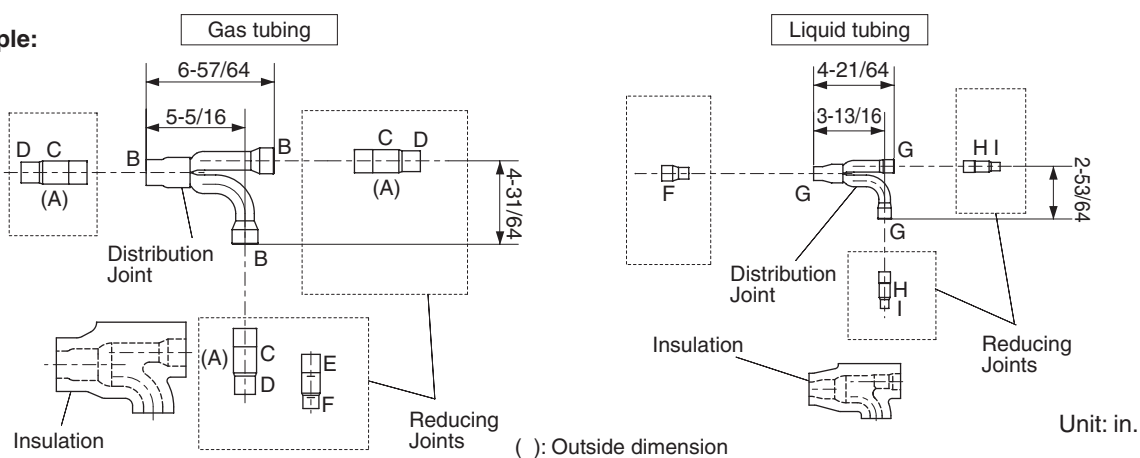 ple:
Gas tubing
6-57/64
5-5/16
D C
(A)
B
B
B
C D
(A)
4-31/64
Distribution
Joint
(A)
C
D
E
F
Insulation
Reducing
Joints
( ): Outside dimension
Liquid tubing
4-21/64
3-13/16
F
G
G
G
H I
2-53/64
Distribution
Joint
H
I
Insulation
Reducing
Joints
Unit: in.